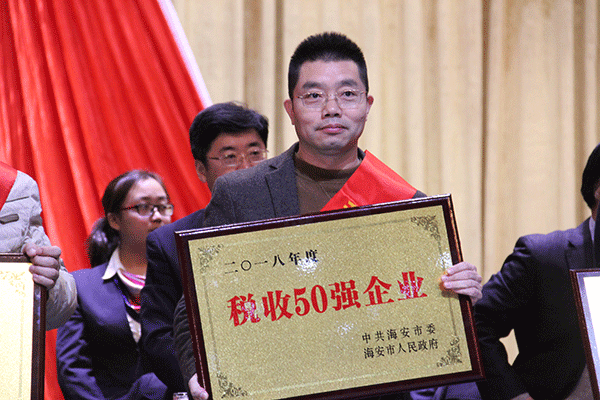 二〇一八年度
税收50强企业
中共海安市委
海安市人民政府